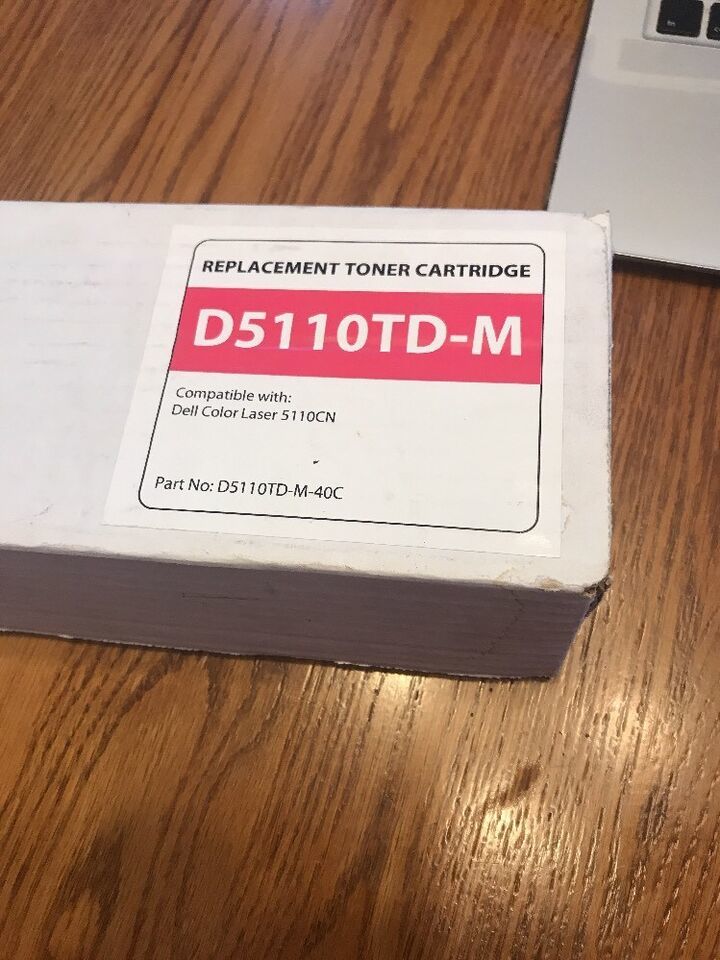 REPLACEMENT TONER CARTRIDGE
D5110TD-M
Compatible with:
Dell Color Laser 5110CN
Part No: D5110TD-M-40C